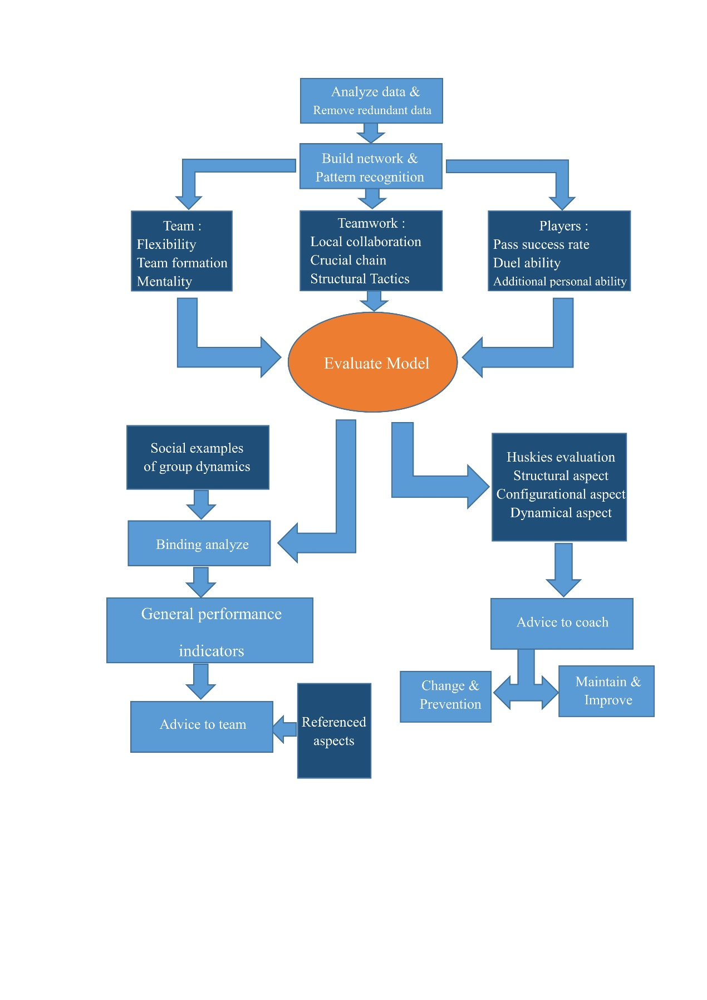 Analyze data &
Remove redundant data
Build network &
Pattern recognition
Team :
Flexibility
Team formation
Mentality
Teamwork :
Local collaboration
Crucial chain
Structural Tactics
Players :
Pass success rate
Duel ability
Additional personal ability
Evaluate Model
Social examples
of group dynamics
Huskies evaluation
Structural aspect
Configurational aspect
Dynamical aspect
Binding analyze
General performance
indicators
Advice to coach
Change &
Prevention
Maintain &
Improve
Advice to team
Referenced
aspects